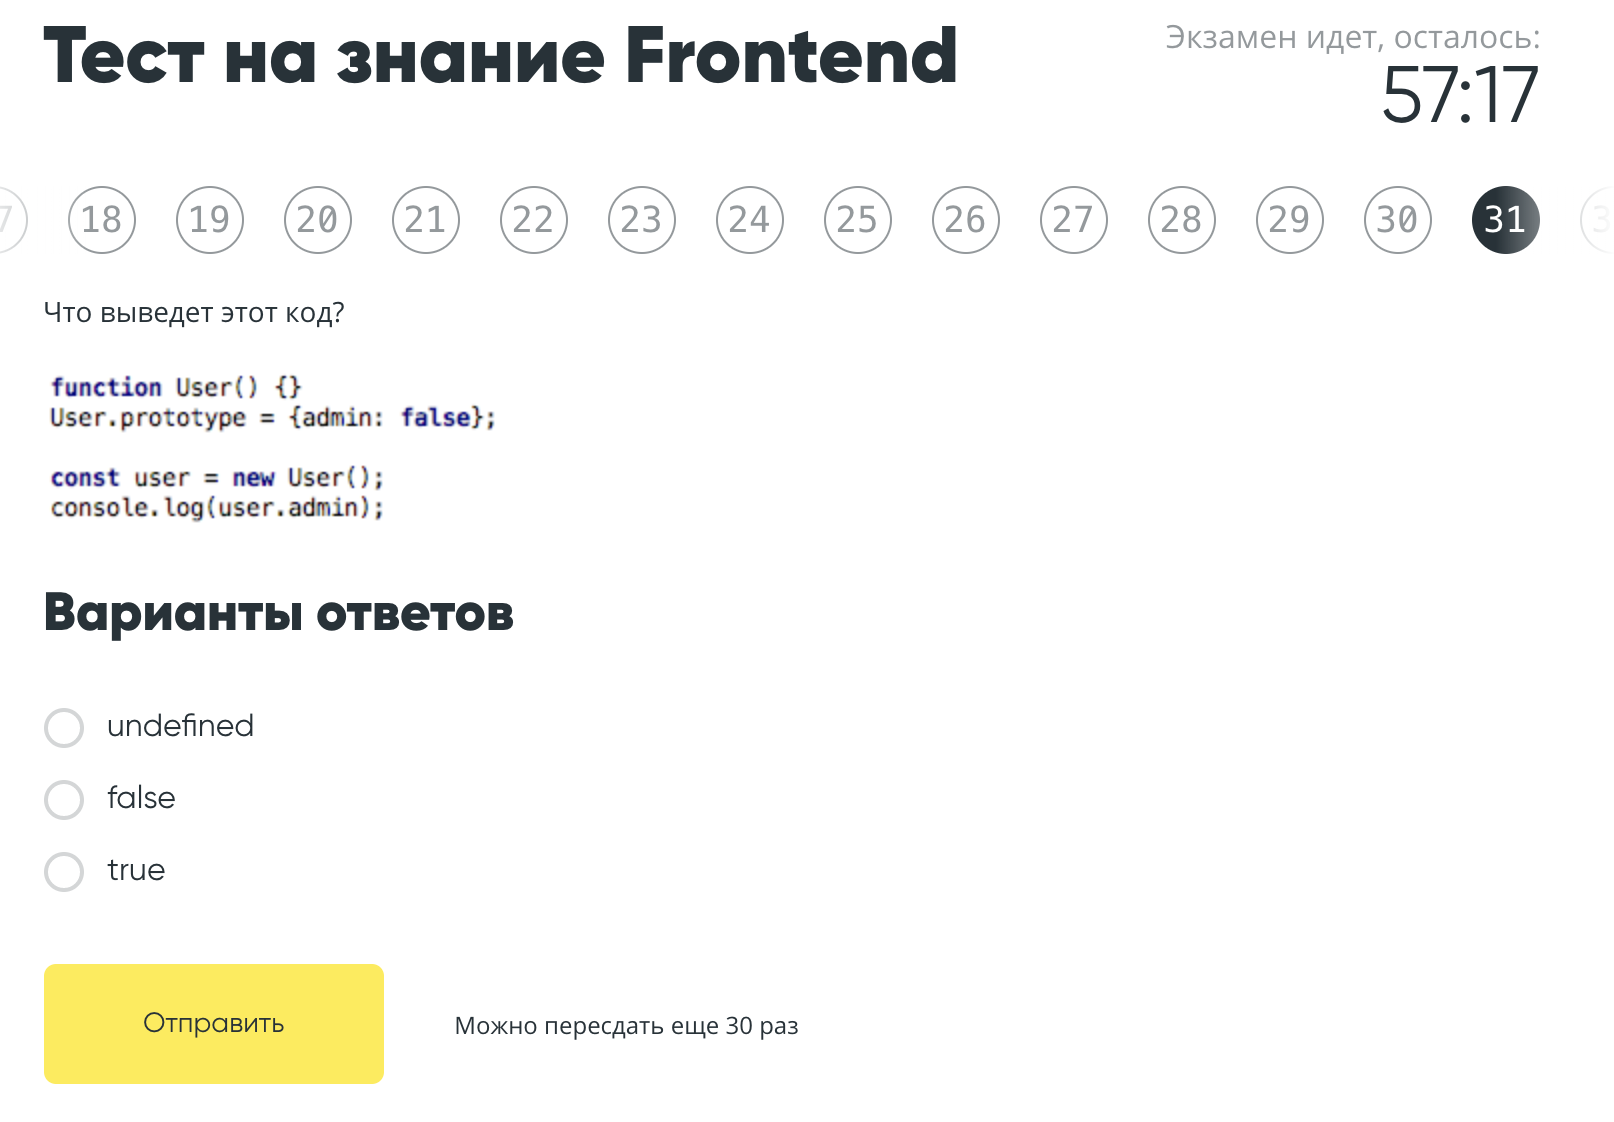 Тест на знание Frontend
Экзамен идет, осталось:
57:17
7 18 19 20 21 22 23 24 25 26 27 28 29 30 31 3
Что выведет этот код?
function User() {}
User.prototype = {admin: false};
const user = new User();
console.log(user.admin);
Варианты ответов
undefined
false
true
Отправить
Можно пересдать еще 30 раз